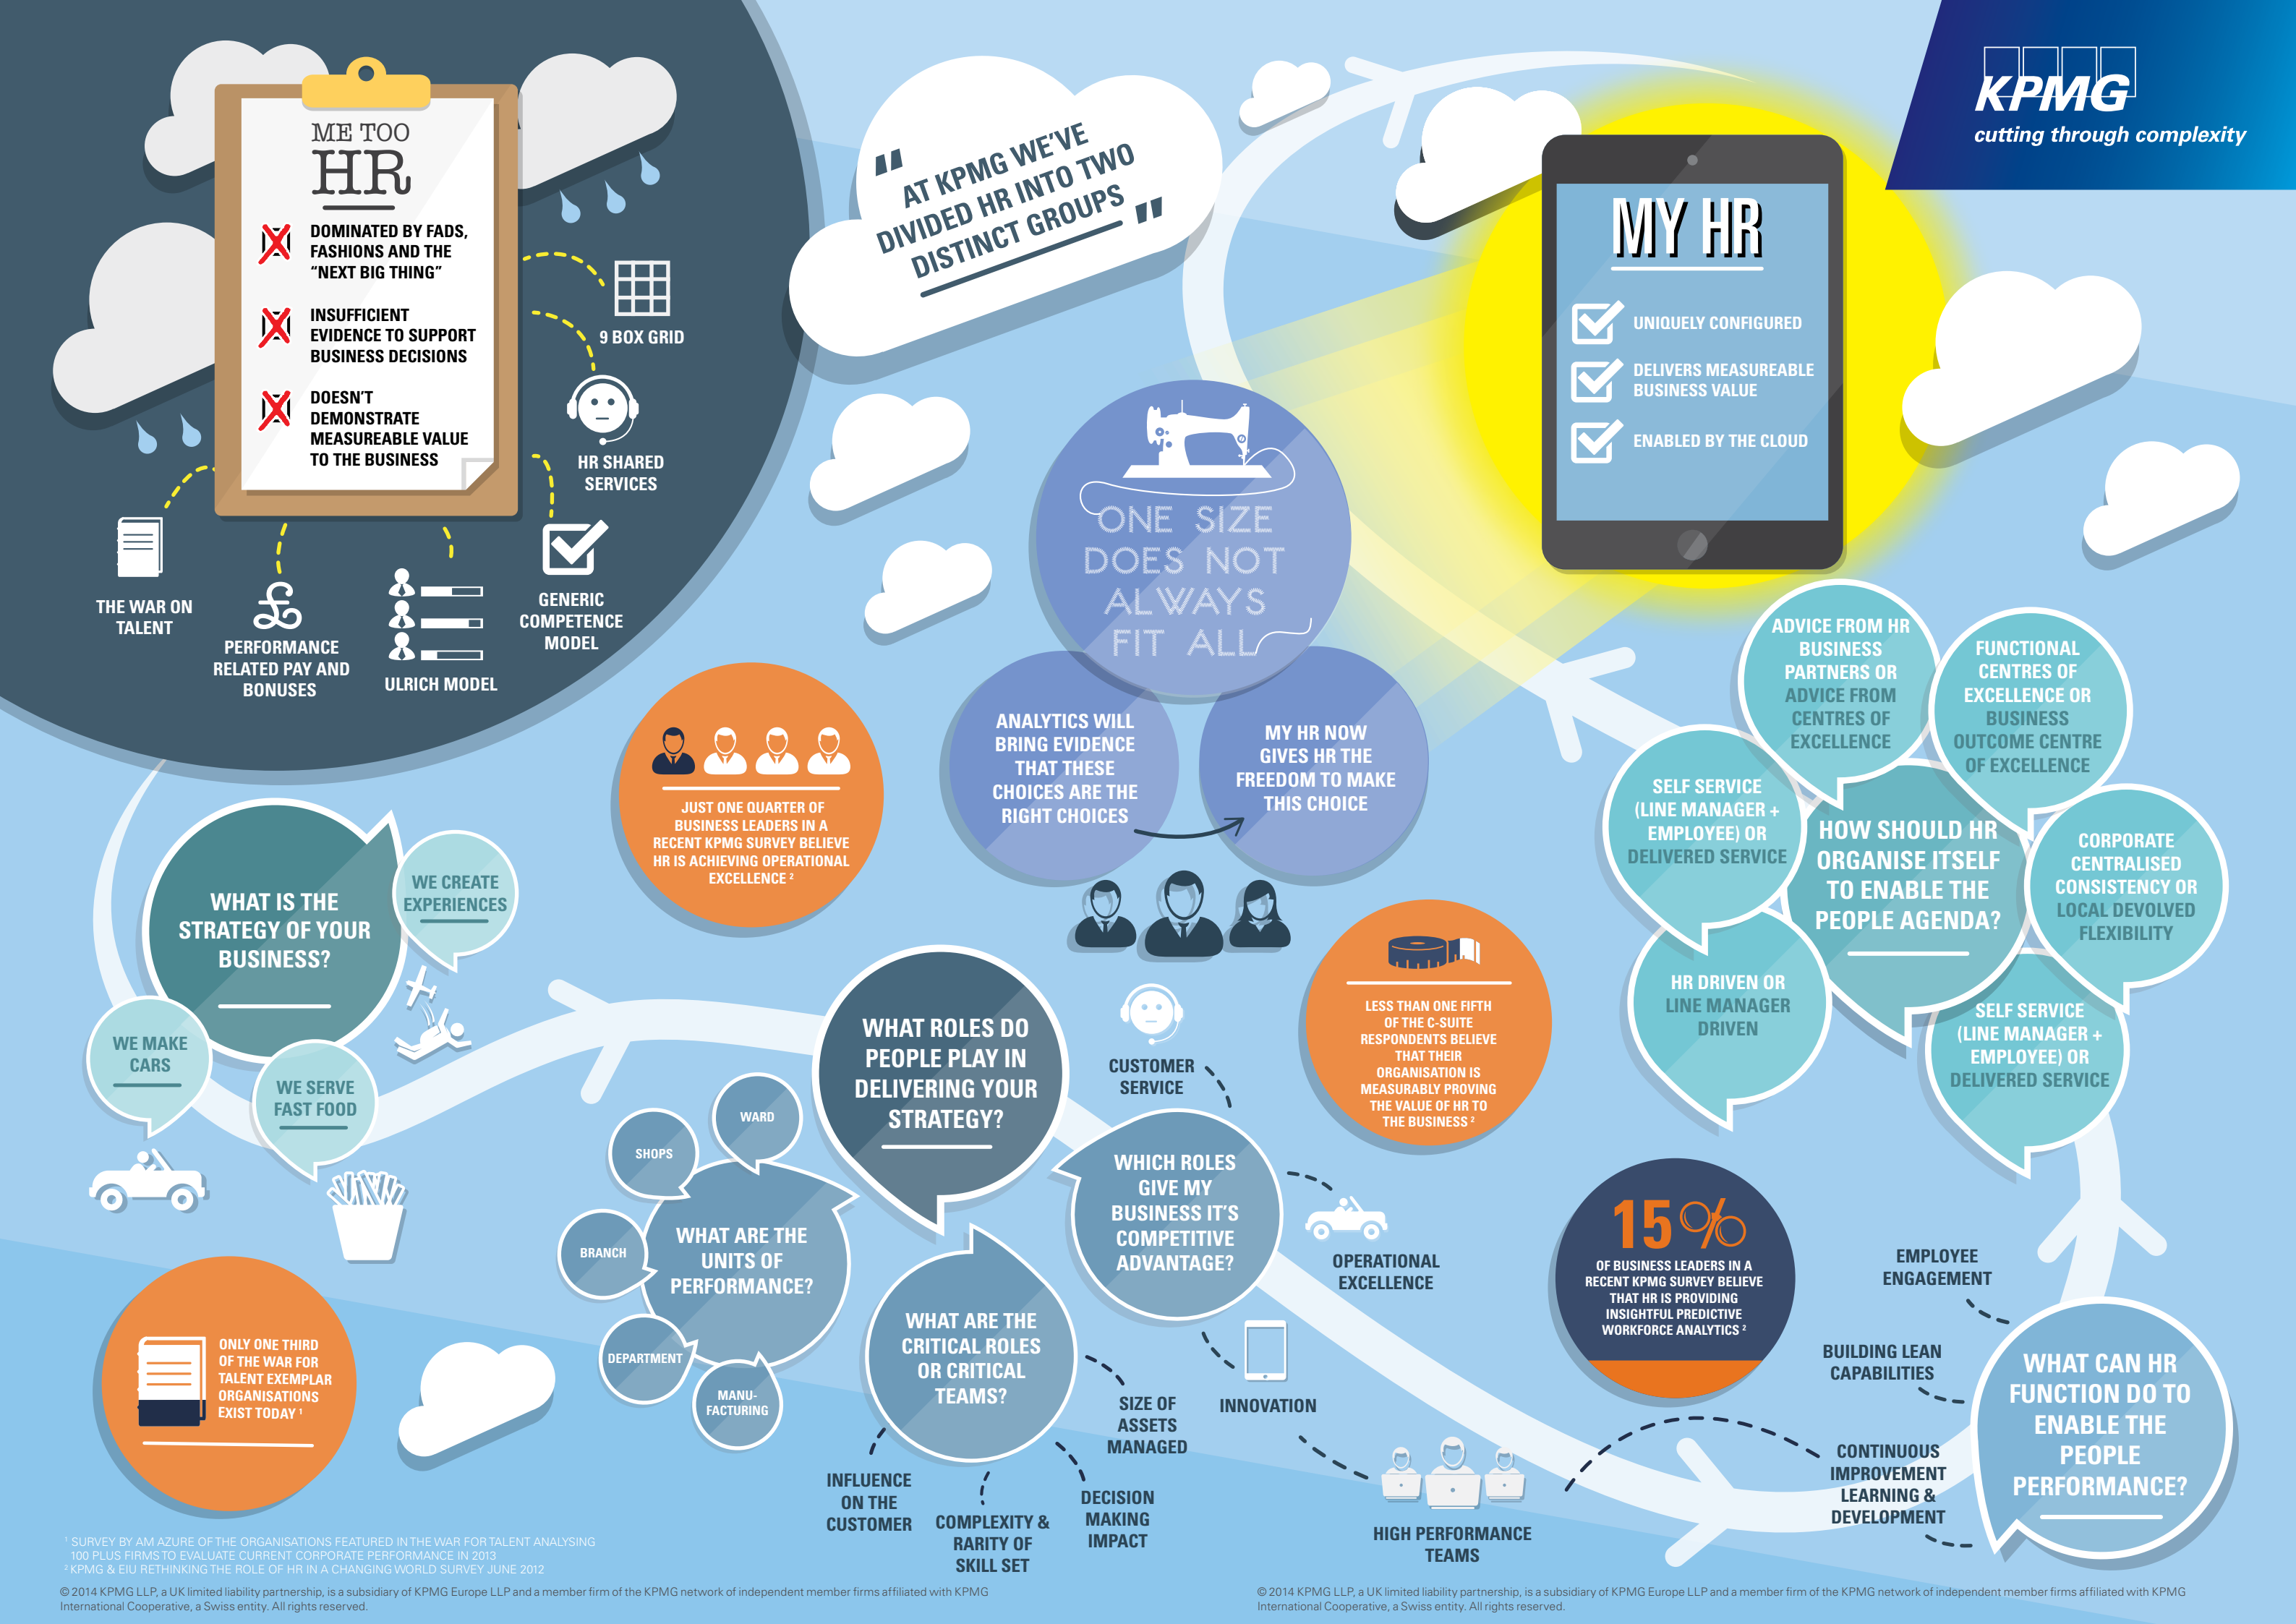 ME TOO
HR
DOMINATED BY FADS,
FASHIONS AND THE
“NEXT BIG THING”
INSUFFICIENT
EVIDENCE TO SUPPORT
BUSINESS DECISIONS
DOESN’T
DEMONSTRATE
MEASUREABLE VALUE
TO THE BUSINESS
9 BOX GRID
HR SHARED
SERVICES
GENERIC
COMPETENCE
MODEL
ULRICH MODEL
PERFORMANCE
RELATED PAY AND
BONUSES
THE WAR ON
TALENT
"AT KPMG WE’VE
DIVIDED HR INTO TWO
DISTINCT GROUPS"
KPMG
cutting through complexity
MY HR
UNIQUELY CONFIGURED
DELIVERS MEASUREABLE
BUSINESS VALUE
ENABLED BY THE CLOUD
ONE SIZE
DOES NOT
ALWAYS
FIT ALL
ANALYTICS WILL
BRING EVIDENCE
THAT THESE
CHOICES ARE THE
RIGHT CHOICES
MY HR NOW
GIVES HR THE
FREEDOM TO MAKE
THIS CHOICE
JUST ONE QUARTER OF
BUSINESS LEADERS IN A
RECENT KPMG SURVEY BELIEVE
HR IS ACHIEVING OPERATIONAL
EXCELLENCE ²
WHAT IS THE
STRATEGY OF YOUR
BUSINESS?
WE CREATE
EXPERIENCES
WE MAKE
CARS
WE SERVE
FAST FOOD
ONLY ONE THIRD
OF THE WAR FOR
TALENT EXEMPLAR
ORGANISATIONS
EXIST TODAY ¹
WHAT ROLES DO
PEOPLE PLAY IN
DELIVERING YOUR
STRATEGY?
WARD
SHOPS
BRANCH
DEPARTMENT
MANU-
FACTURING
WHAT ARE THE
UNITS OF
PERFORMANCE?
WHAT ARE THE
CRITICAL ROLES
OR CRITICAL
TEAMS?
INFLUENCE
ON THE
CUSTOMER
COMPLEXITY &
RARITY OF
SKILL SET
DECISION
MAKING
IMPACT
SIZE OF
ASSETS
MANAGED
WHICH ROLES
GIVE MY
BUSINESS IT’S
COMPETITIVE
ADVANTAGE?
CUSTOMER
SERVICE
OPERATIONAL
EXCELLENCE
INNOVATION
HIGH PERFORMANCE
TEAMS
LESS THAN ONE FIFTH
OF THE C-SUITE
RESPONDENTS BELIEVE
THAT THEIR
ORGANISATION IS
MEASURABLY PROVING
THE VALUE OF HR TO
THE BUSINESS ²
15%
OF BUSINESS LEADERS IN A
RECENT KPMG SURVEY BELIEVE
THAT HR IS PROVIDING
INSIGHTFUL PREDICTIVE
WORKFORCE ANALYTICS ²
WHAT CAN HR
FUNCTION DO TO
ENABLE THE
PEOPLE
PERFORMANCE?
EMPLOYEE
ENGAGEMENT
BUILDING LEAN
CAPABILITIES
CONTINUOUS
IMPROVEMENT
LEARNING &
DEVELOPMENT
HOW SHOULD HR
ORGANISE ITSELF
TO ENABLE THE
PEOPLE AGENDA?
ADVICE FROM HR
BUSINESS
PARTNERS OR
ADVICE FROM
CENTRES OF
EXCELLENCE
FUNCTIONAL
CENTRES OF
EXCELLENCE OR
BUSINESS
OUTCOME CENTRE
OF EXCELLENCE
SELF SERVICE
(LINE MANAGER +
EMPLOYEE) OR
DELIVERED SERVICE
CORPORATE
CENTRALISED
CONSISTENCY OR
LOCAL DEVOLVED
FLEXIBILITY
HR DRIVEN OR
LINE MANAGER
DRIVEN
SELF SERVICE
(LINE MANAGER +
EMPLOYEE) OR
DELIVERED SERVICE
¹ SURVEY BY AM AZURE OF THE ORGANISATIONS FEATURED IN THE WAR FOR TALENT ANALYSING
100 PLUS FIRMS TO EVALUATE CURRENT CORPORATE PERFORMANCE IN 2013
² KPMG & EIU RETHINKING THE ROLE OF HR IN A CHANGING WORLD SURVEY JUNE 2012
© 2014 KPMG LLP, a UK limited liability partnership, is a subsidiary of KPMG Europe LLP and a member firm of the KPMG network of independent member firms affiliated with KPMG
International Cooperative, a Swiss entity. All rights reserved.
© 2014 KPMG LLP, a UK limited liability partnership, is a subsidiary of KPMG Europe LLP and a member firm of the KPMG network of independent member firms affiliated with KPMG
International Cooperative, a Swiss entity. All rights reserved.